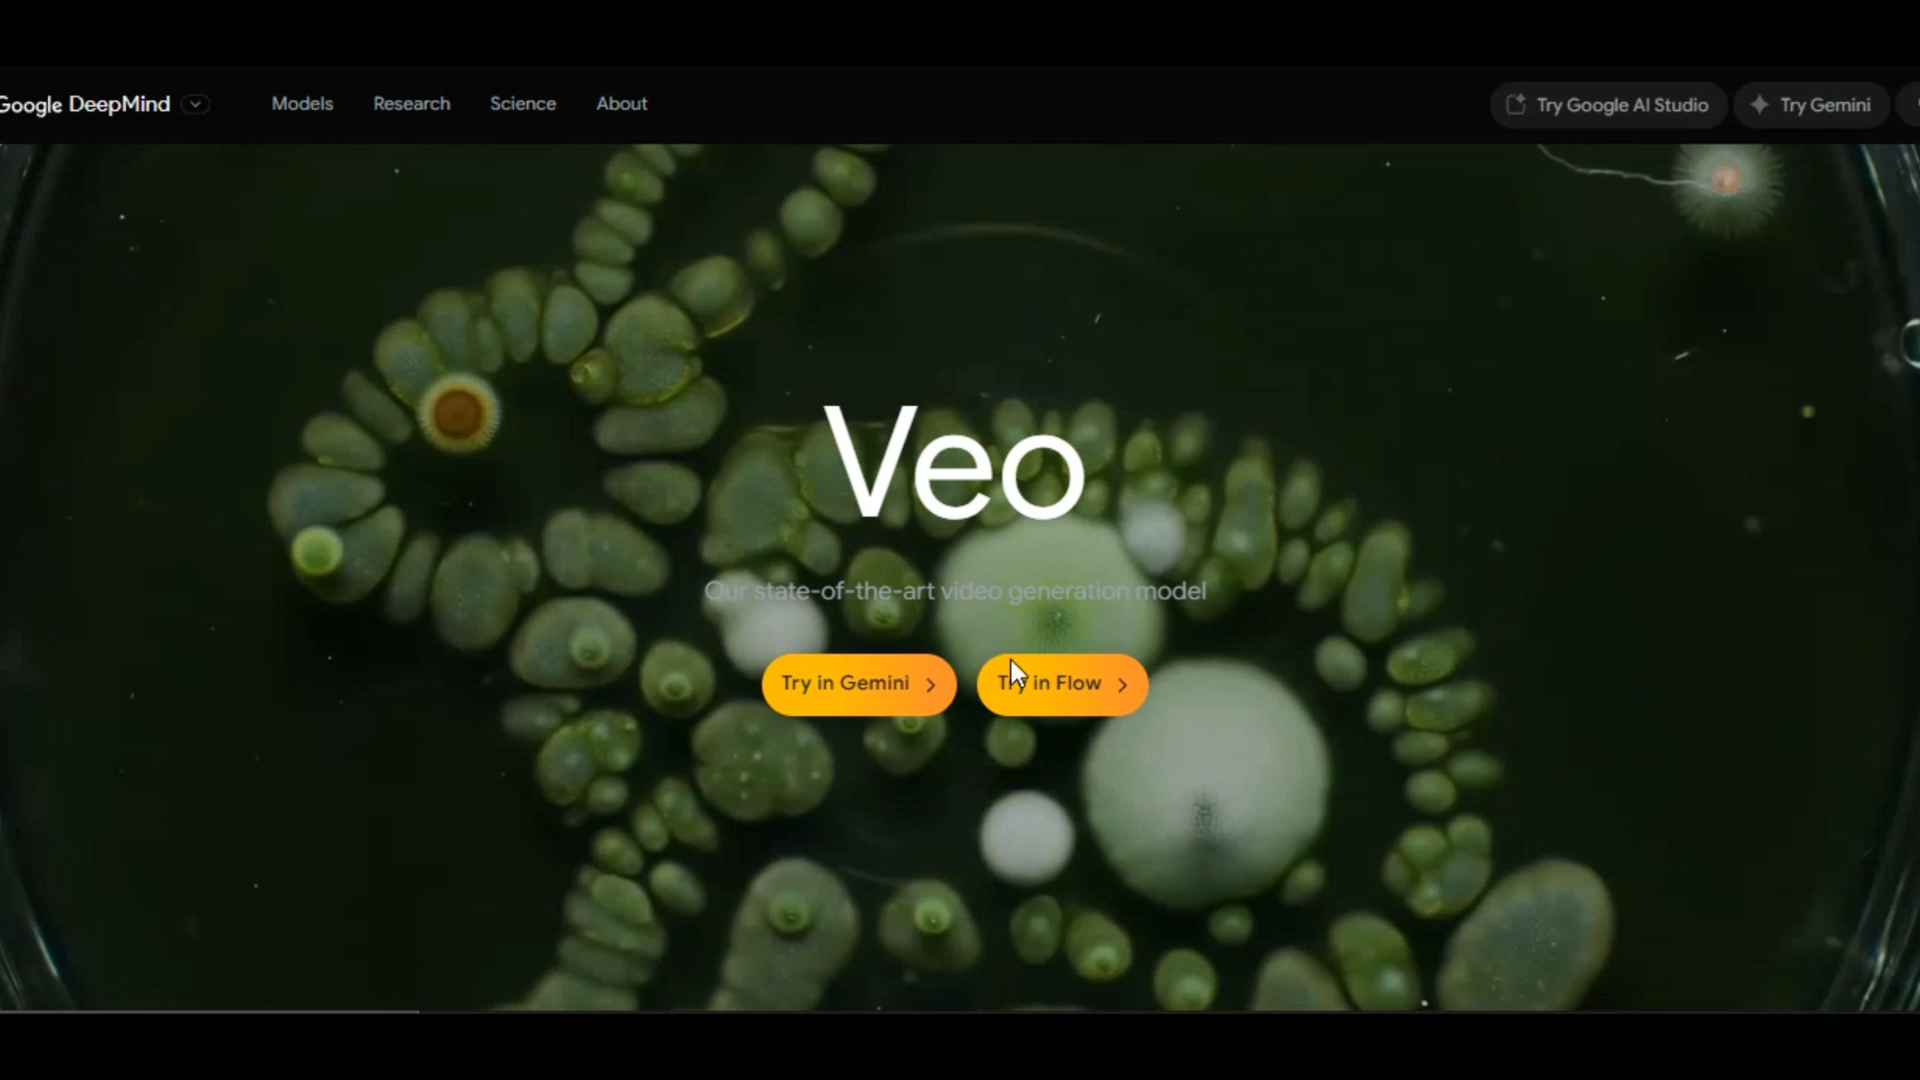 Google DeepMind
Models
Research
Science
About
Try Google AI Studio
Try Gemini
Veo
Our state-of-the-art video generation model
Try in Gemini
Try in Flow